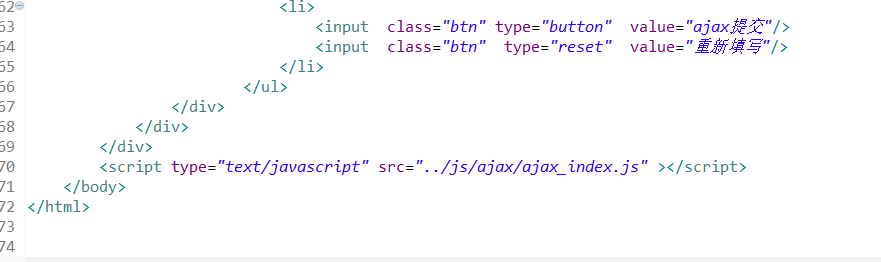 62 <li>
63 <input  class="btn" type="button"  value="ajax提交"/>
64 <input  class="btn"  type="reset"  value="重新填写"/>
65 </li>
66 </ul>
67 </div>
68 </div>
69 </div>
70 <script type="text/javascript" src="../js/ajax/ajax_index.js" ></script>
71 </body>
72 </html>
73
74